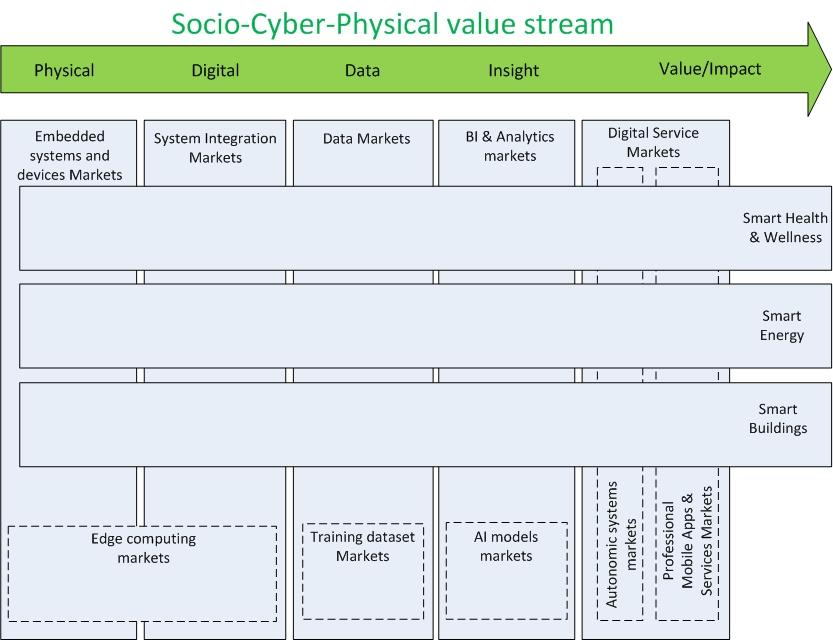 Socio-Cyber-Physical value stream
Physical
Digital
Data
Insight
Value/Impact
Embedded
systems and
devices Markets
System Integration
Markets
Data Markets
BI & Analytics
markets
Digital Service
Markets
Smart Health
& Wellness
Smart
Energy
Smart
Buildings
Edge computing
markets
Training dataset
Markets
AI models
markets
Autonomic systems
markets
Professional
Mobile Apps &
Services Markets